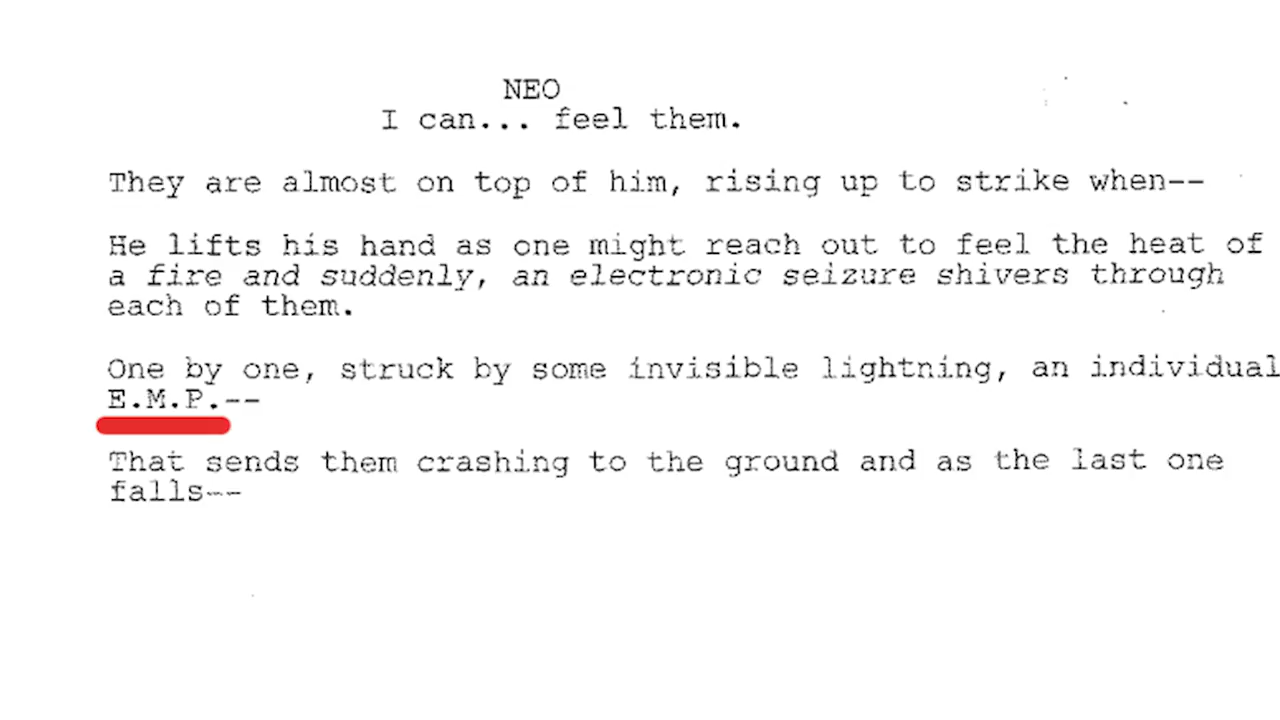 NEO
I can... feel them.
They are almost on top of him, rising up to strike when--
He lifts his hand as one might reach out to feel the heat of
a fire and suddenly, an electronic seizure shivers through
each of them.
One by one, struck by some invisible lightning, an individual
E.M.P.--
That sends them crashing to the ground and as the last one
falls--